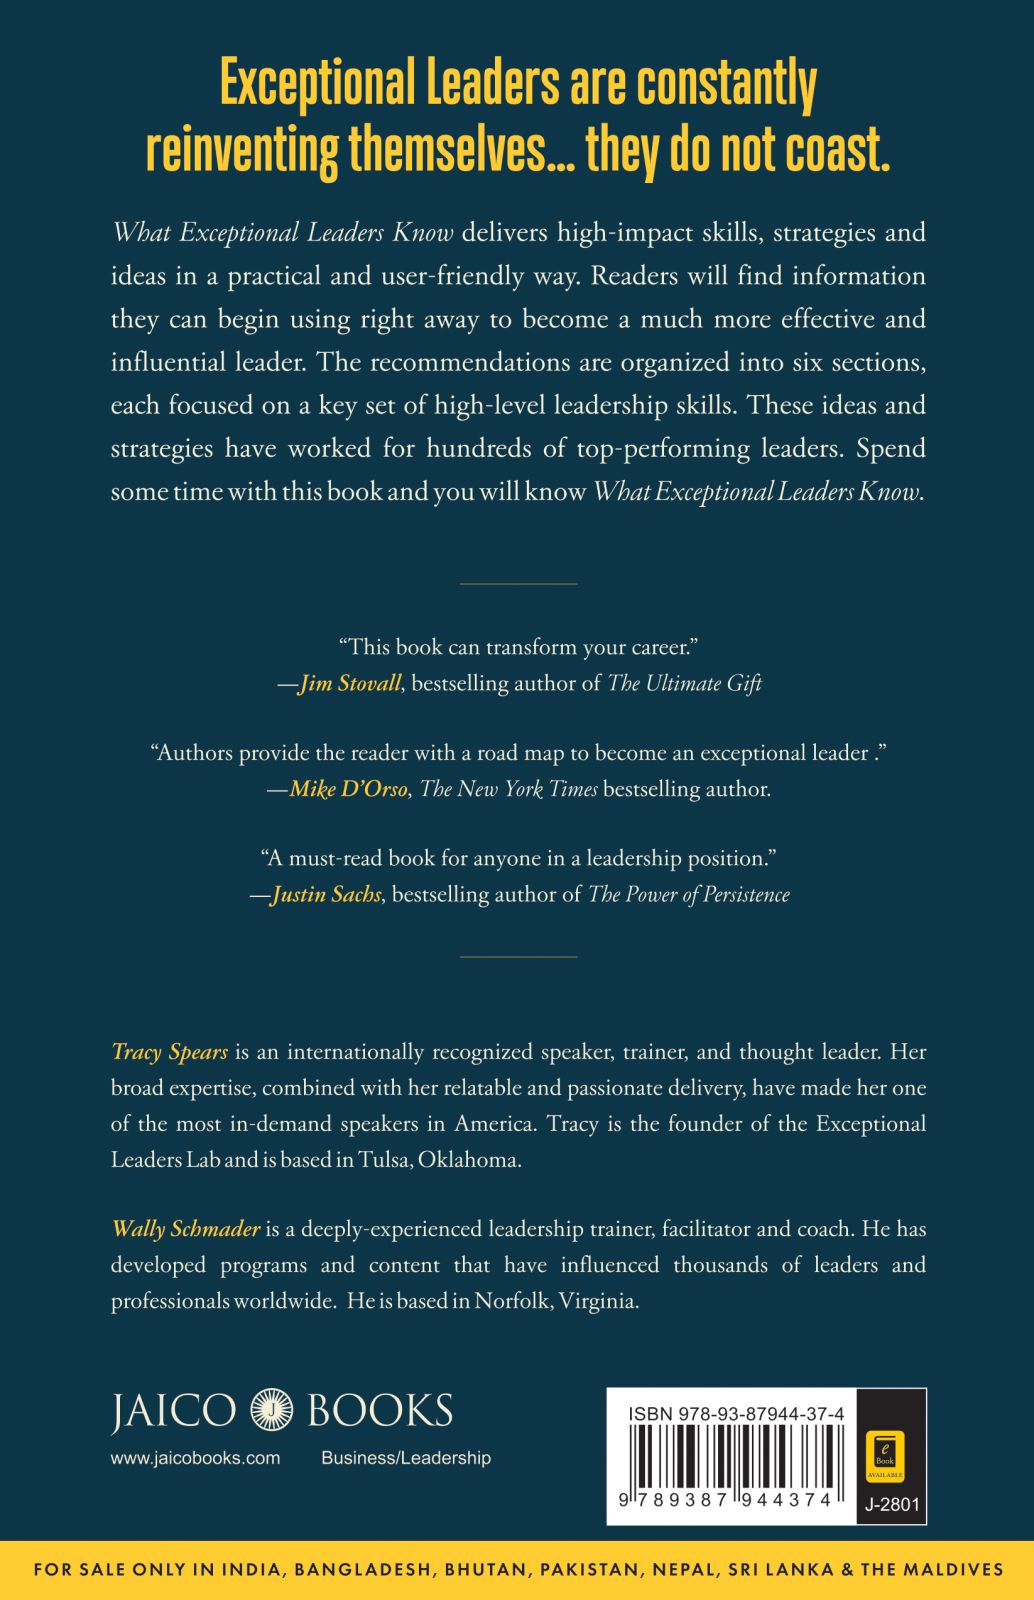 Exceptional Leaders are constantly
reinventing themselves... they do not coast.
What Exceptional Leaders Know delivers high-impact skills, strategies and
ideas in a practical and user-friendly way. Readers will find information
they can begin using right away to become a much more effective and
influential leader. The recommendations are organized into six sections,
each focused on a key set of high-level leadership skills. These ideas and
strategies have worked for hundreds of top-performing leaders. Spend
some time with this book and you will know What Exceptional Leaders Know.
“This book can transform your career.”
—Jim Stovall, bestselling author of The Ultimate Gift
“Authors provide the reader with a road map to become an exceptional leader .”
—Mike D’Orso, The New York Times bestselling author.
“A must-read book for anyone in a leadership position.”
—Justin Sachs, bestselling author of The Power of Persistence
Tracy Spears is an internationally recognized speaker, trainer, and thought leader. Her
broad expertise, combined with her relatable and passionate delivery, have made her one
of the most in-demand speakers in America. Tracy is the founder of the Exceptional
Leaders Lab and is based in Tulsa, Oklahoma.
Wally Schmader is a deeply-experienced leadership trainer, facilitator and coach. He has
developed programs and content that have influenced thousands of leaders and
professionals worldwide. He is based in Norfolk, Virginia.
JAICO J BOOKS
www.jaicobooks.com Business/Leadership
ISBN 978-93-87944-37-4
9 789387 944374
e
Book
AVAILABLE
J-2801
FOR SALE ONLY IN INDIA, BANGLADESH, BHUTAN, PAKISTAN, NEPAL, SRI LANKA & THE MALDIVES